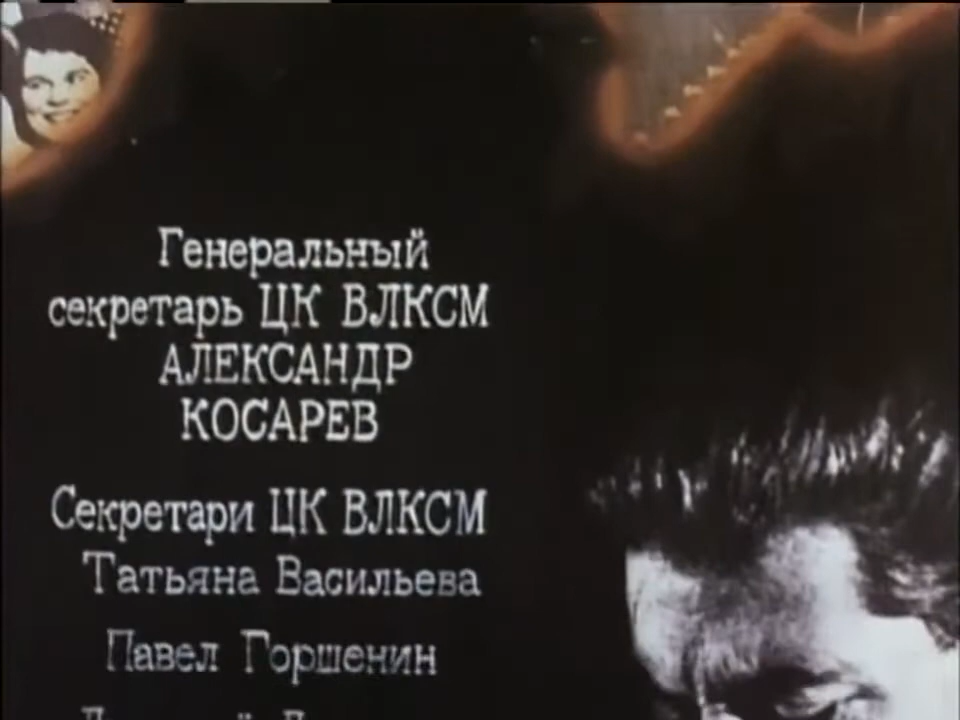 Генеральный
секретарь ЦК ВЛКСМ
АЛЕКСАНДР
КОСАРЕВ
Секретари ЦК ВЛКСМ
Татьяна Васильева
Павел Горшенин